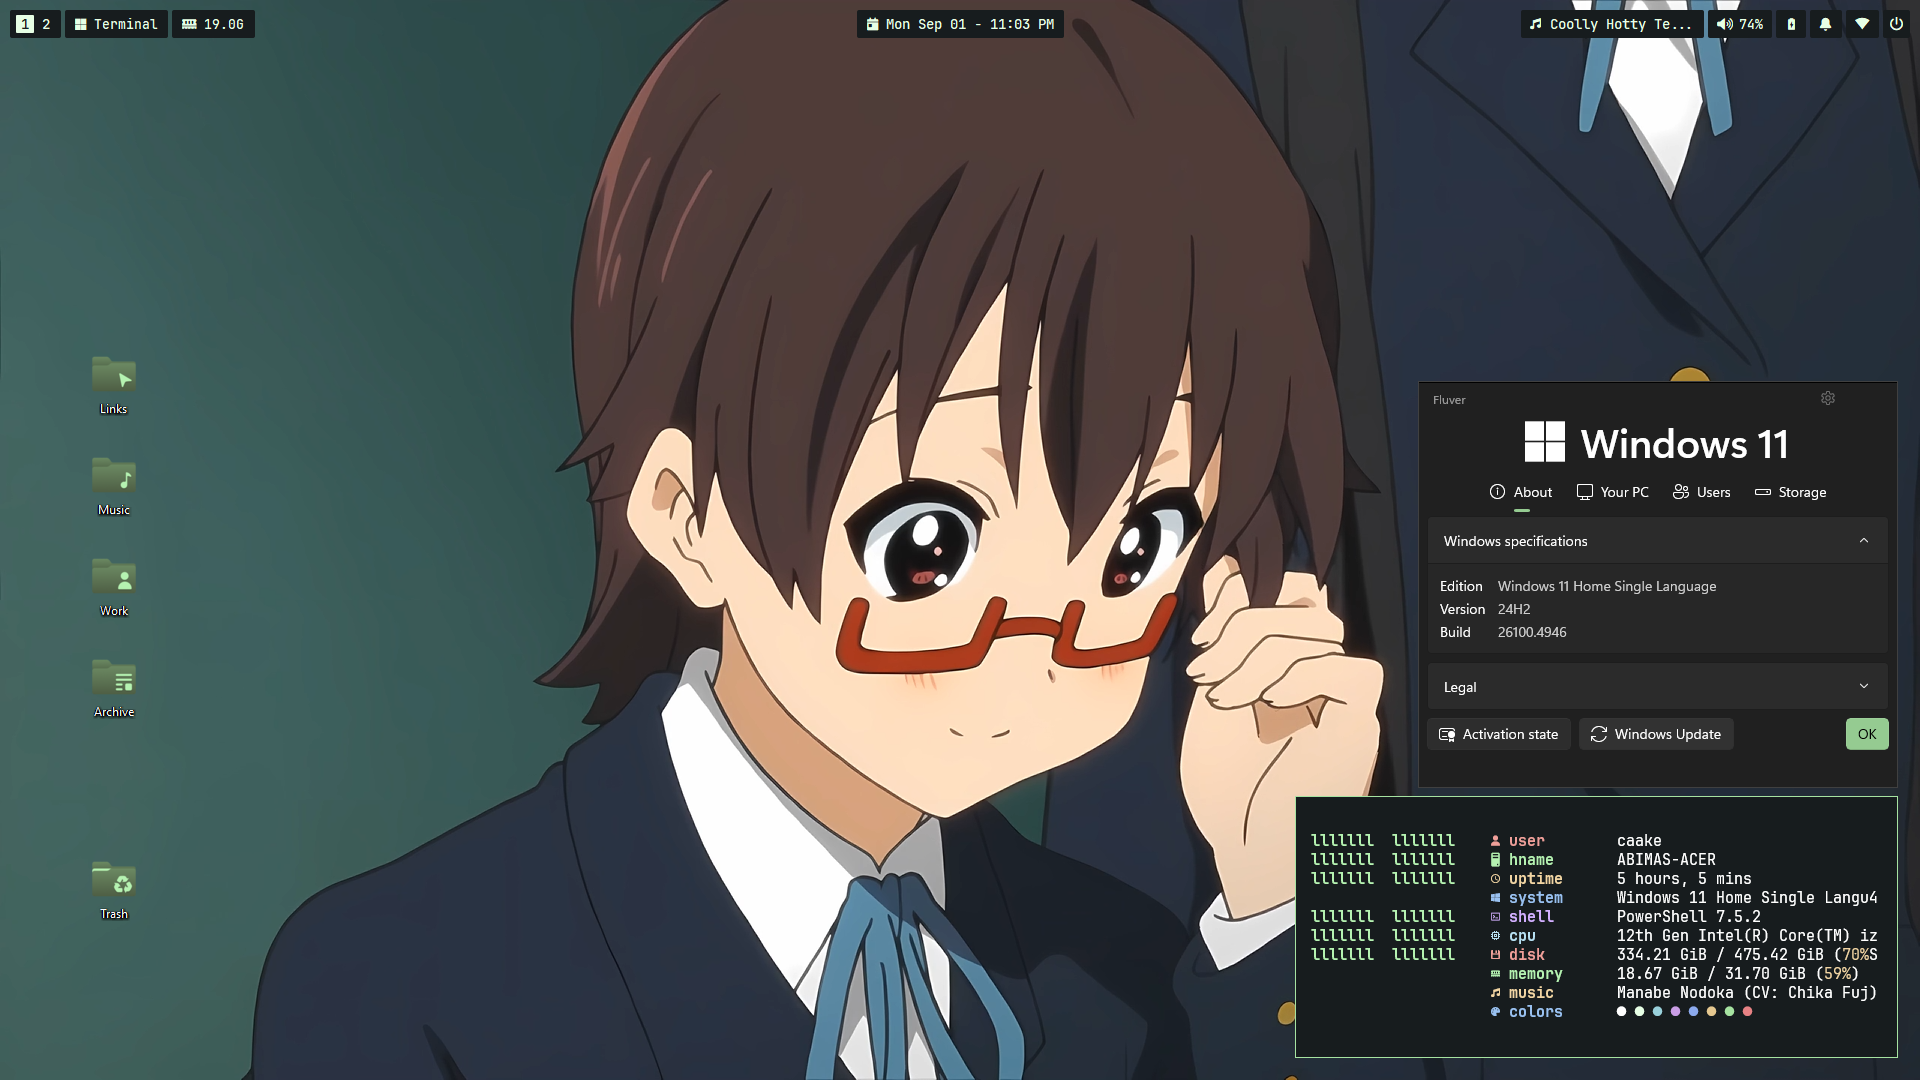 1 2 Terminal 19.0G
Mon Sep 01 - 11:03 PM
Coolly Hotty Te... 74%
Links
Music
Work
Archive
Trash
Fluver
Windows 11
About Your PC Users Storage
Windows specifications
Edition Windows 11 Home Single Language
Version 24H2
Build 26100.4946
Legal
Activation state Windows Update OK
lllllll lllllll user caake
lllllll lllllll hname ABIMAS-ACER
lllllll lllllll uptime 5 hours, 5 mins
system Windows 11 Home Single Langu4
lllllll lllllll shell PowerShell 7.5.2
lllllll lllllll cpu 12th Gen Intel(R) Core(TM) iz
lllllll lllllll disk 334.21 GiB / 475.42 GiB (70%S
memory 18.67 GiB / 31.70 GiB (59%)
music Manabe Nodoka (CV: Chika Fuj)
colors